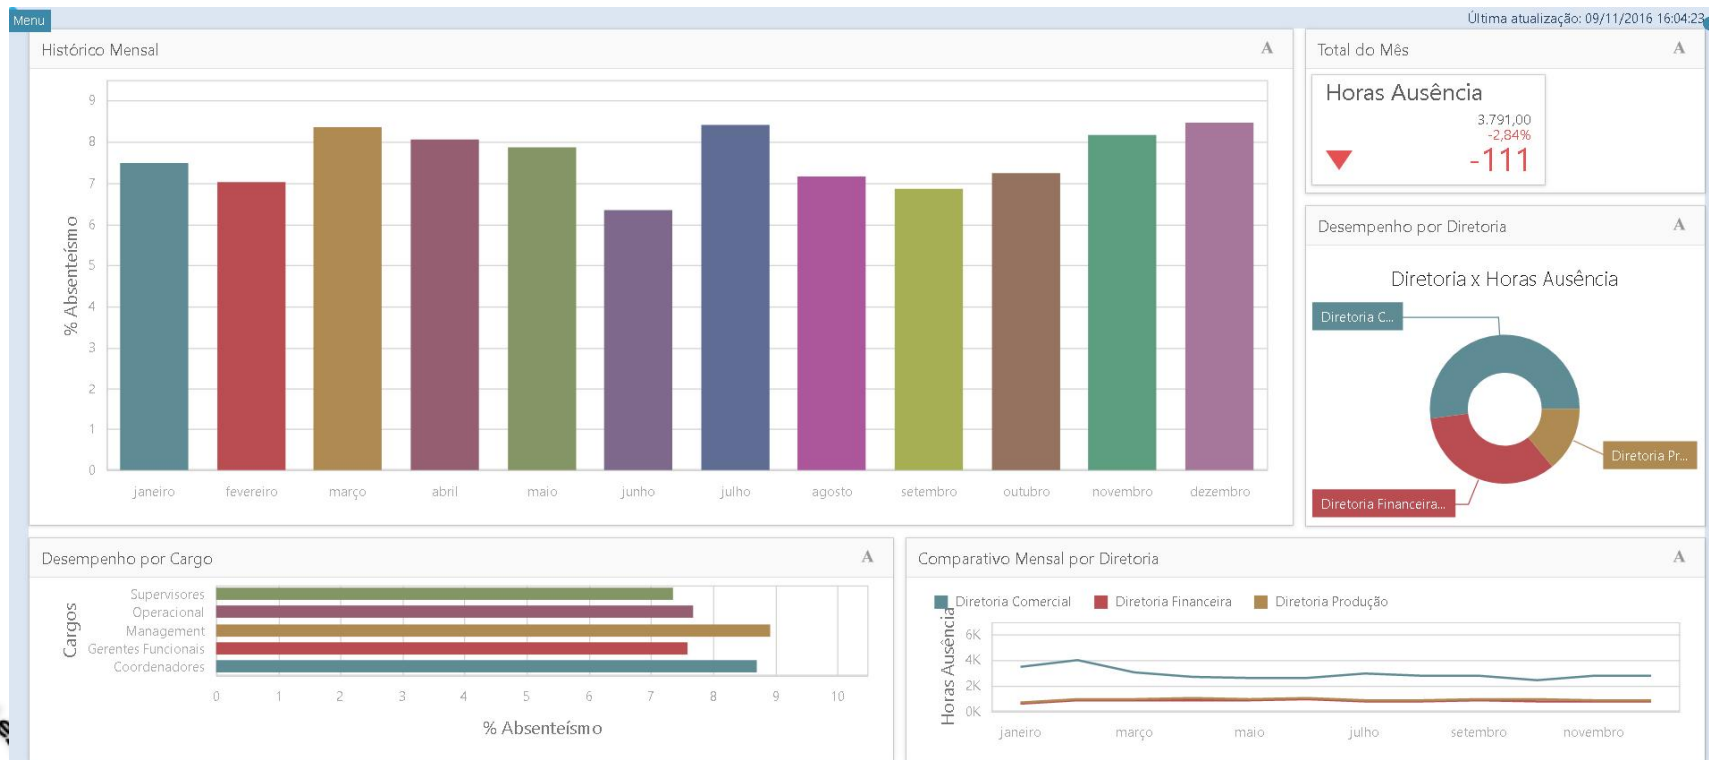 Menu
Última atualização: 09/11/2016 16:04:23
Histórico Mensal
A
% Absenteísmo
9
8
7
6
5
4
3
2
1
0
janeiro fevereiro março abril maio junho julho agosto setembro outubro novembro dezembro
Total do Mês
A
Horas Ausência
3.791,00
-2,84%
-111
Desempenho por Diretoria
A
Diretoria x Horas Ausência
Diretoria C...
Diretoria Pr...
Diretoria Financeira...
Desempenho por Cargo
A
Cargos
Supervisores
Operacional
Management
Gerentes Funcionais
Coordenadores
0 1 2 3 4 5 6 7 8 9 10
% Absenteísmo
Comparativo Mensal por Diretoria
A
Diretoria Comercial Diretoria Financeira Diretoria Produção
Horas Ausência
6K
4K
2K
0K
janeiro março maio julho setembro novembro